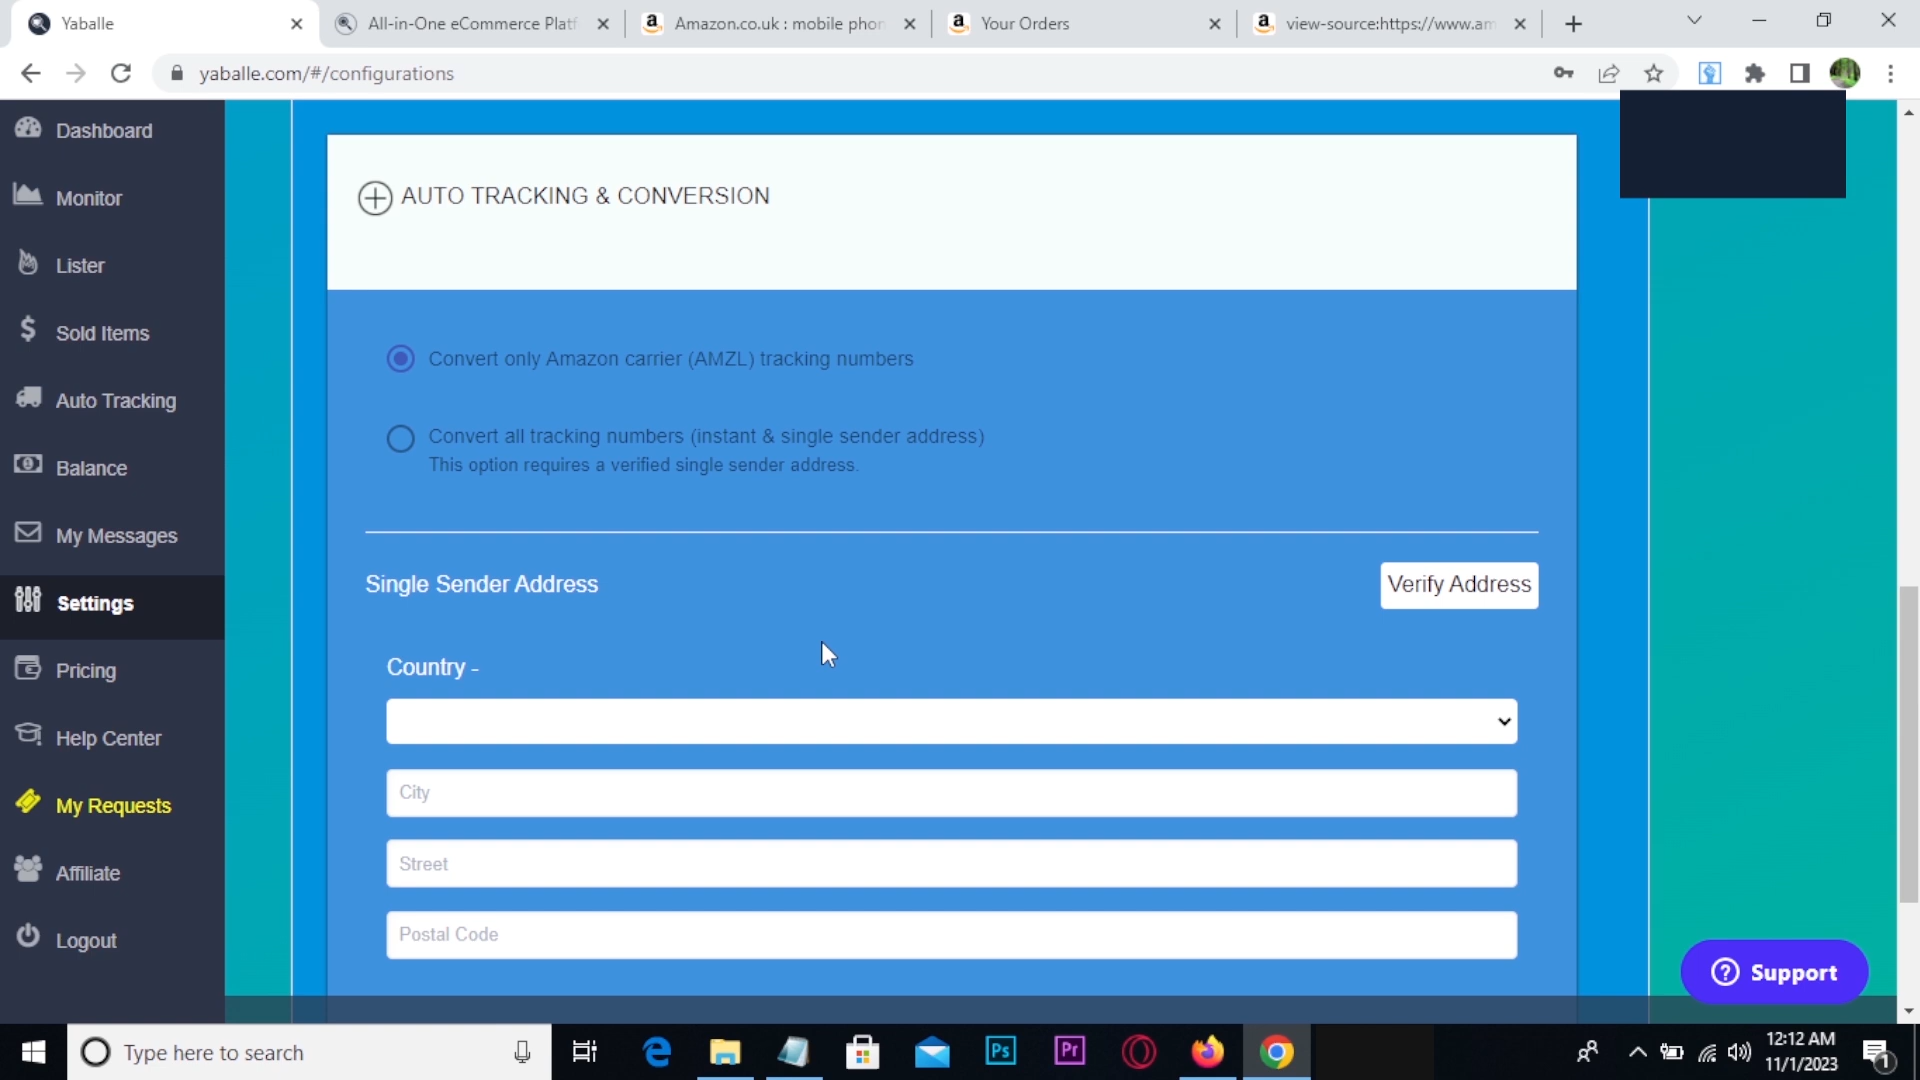 Yaballe
All-in-One eCommerce Platf
Amazon.co.uk : mobile phon
Your Orders
view-source:https://www.am
yaballe.com/#/configurations
Dashboard
Monitor
Lister
Sold Items
Auto Tracking
Balance
My Messages
Settings
Pricing
Help Center
My Requests
Affiliate
Logout
AUTO TRACKING & CONVERSION
Convert only Amazon carrier (AMZL) tracking numbers
Convert all tracking numbers (instant & single sender address)
This option requires a verified single sender address.
Single Sender Address
Verify Address
Country -
City
Street
Postal Code
Support
Type here to search
Ps
Pr
12:12 AM
11/1/2023
1